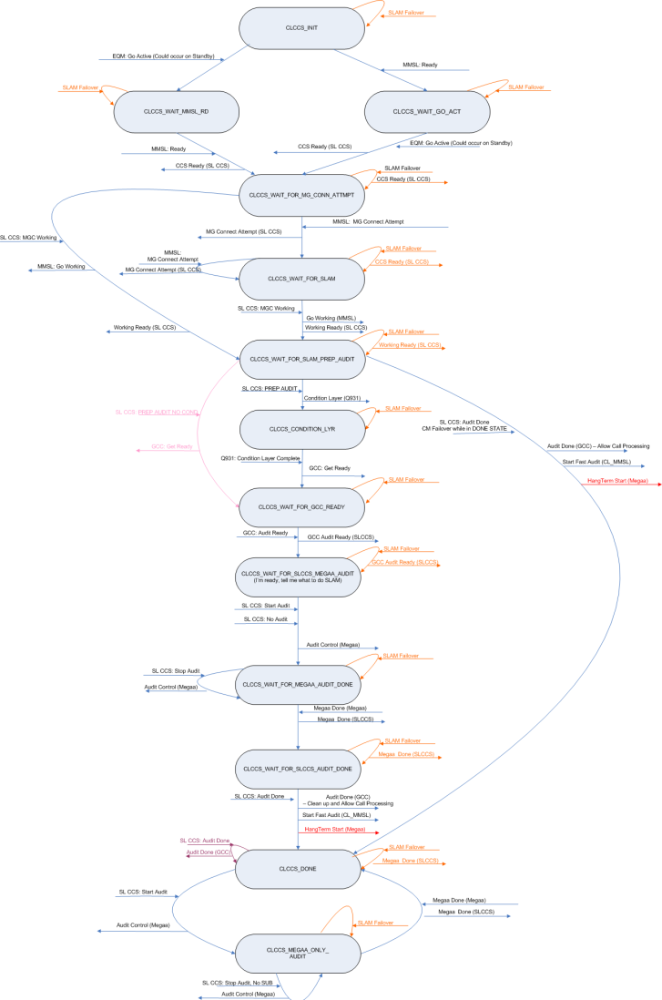 SLAM Failover
CLCCS_INIT
EQM: Go Active (Could occur on Standby)
MMSL: Ready
SLAM Failover
SLAM Failover
CLCCS_WAIT_MMSL_RD
CLCCS_WAIT_GO_ACT
MMSL: Ready
CCS Ready (SL CCS)
EQM: Go Active (Could occur on Standby)
CCS Ready (SL CCS)
SLAM Failover
CCS Ready (SL CCS)
CLCCS_WAIT_FOR_MG_CONN_ATTMPT
MMSL: MG Connect Attempt
MG Connect Attempt (SL CCS)
SL CCS: MGC Working
MMSL:
MG Connect Attempt
MG Connect Attempt (SL CCS)
MMSL: Go Working
SLAM Failover
CCS Ready (SL CCS)
CLCCS_WAIT_FOR_SLAM
SL CCS: MGC Working
Go Working (MMSL)
Working Ready (SL CCS)
Working Ready (SL CCS)
SLAM Failover
Working Ready (SL CCS)
CLCCS_WAIT_FOR_SLAM_PREP_AUDIT
SL CCS: PREP AUDIT
Condition Layer (Q931)
SL CCS: PREP AUDIT NO COND
SLAM Failover
CLCCS_CONDITION_LYR
SL CCS: Audit Done
CM Failover while in DONE STATE
GCC: Get Ready
Audit Done (GCC) – Allow Call Processing
Q931: Condition Layer Complete
Start Fast Audit (CL_MMSL)
GCC: Get Ready
HangTerm Start (Megaa)
SLAM Failover
CLCCS_WAIT_FOR_GCC_READY
GCC: Audit Ready
GCC Audit Ready (SLCCS)
SLAM Failover
GCC Audit Ready (SLCCS)
CLCCS_WAIT_FOR_SLCCS_MEGAA_AUDIT
(I'm ready, tell me what to do SLAM)
SL CCS: Start Audit
SL CCS: No Audit
Audit Control (Megaa)
SLAM Failover
SL CCS: Stop Audit
CLCCS_WAIT_FOR_MEGAA_AUDIT_DONE
Audit Control (Megaa)
Megaa Done (Megaa)
Megaa Done (SLCCS)
SLAM Failover
Megaa Done (SLCCS)
CLCCS_WAIT_FOR_SLCCS_AUDIT_DONE
SL CCS: Audit Done
Audit Done (GCC)
– Clean up and Allow Call Processing
Start Fast Audit (CL_MMSL)
HangTerm Start (Megaa)
SL CCS: Audit Done
Audit Done (GCC)
SLAM Failover
Megaa Done (SLCCS)
CLCCS_DONE
SL CCS: Start Audit
Megaa Done (Megaa)
Megaa Done (SLCCS)
Audit Control (Megaa)
SLAM Failover
CLCCS_MEGAA_ONLY_
AUDIT
SL CCS: Stop Audit, No SUB
Audit Control (Megaa)